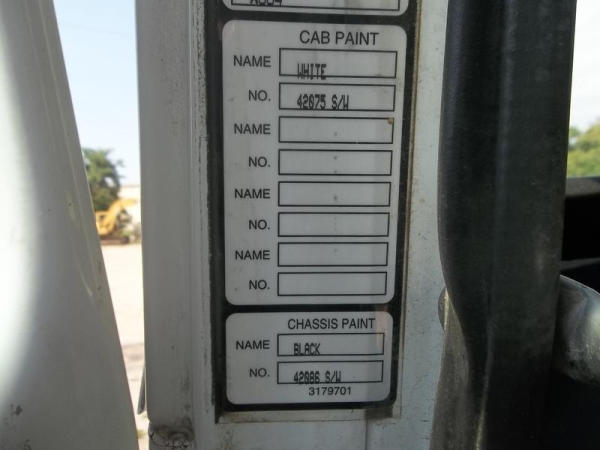 CAB PAINT
NAME WHITE
NO. 42075 S/W
NAME
NO.
NAME
NO.
NAME
NO.
CHASSIS PAINT
NAME BLACK
NO. 42086 S/W
3179701